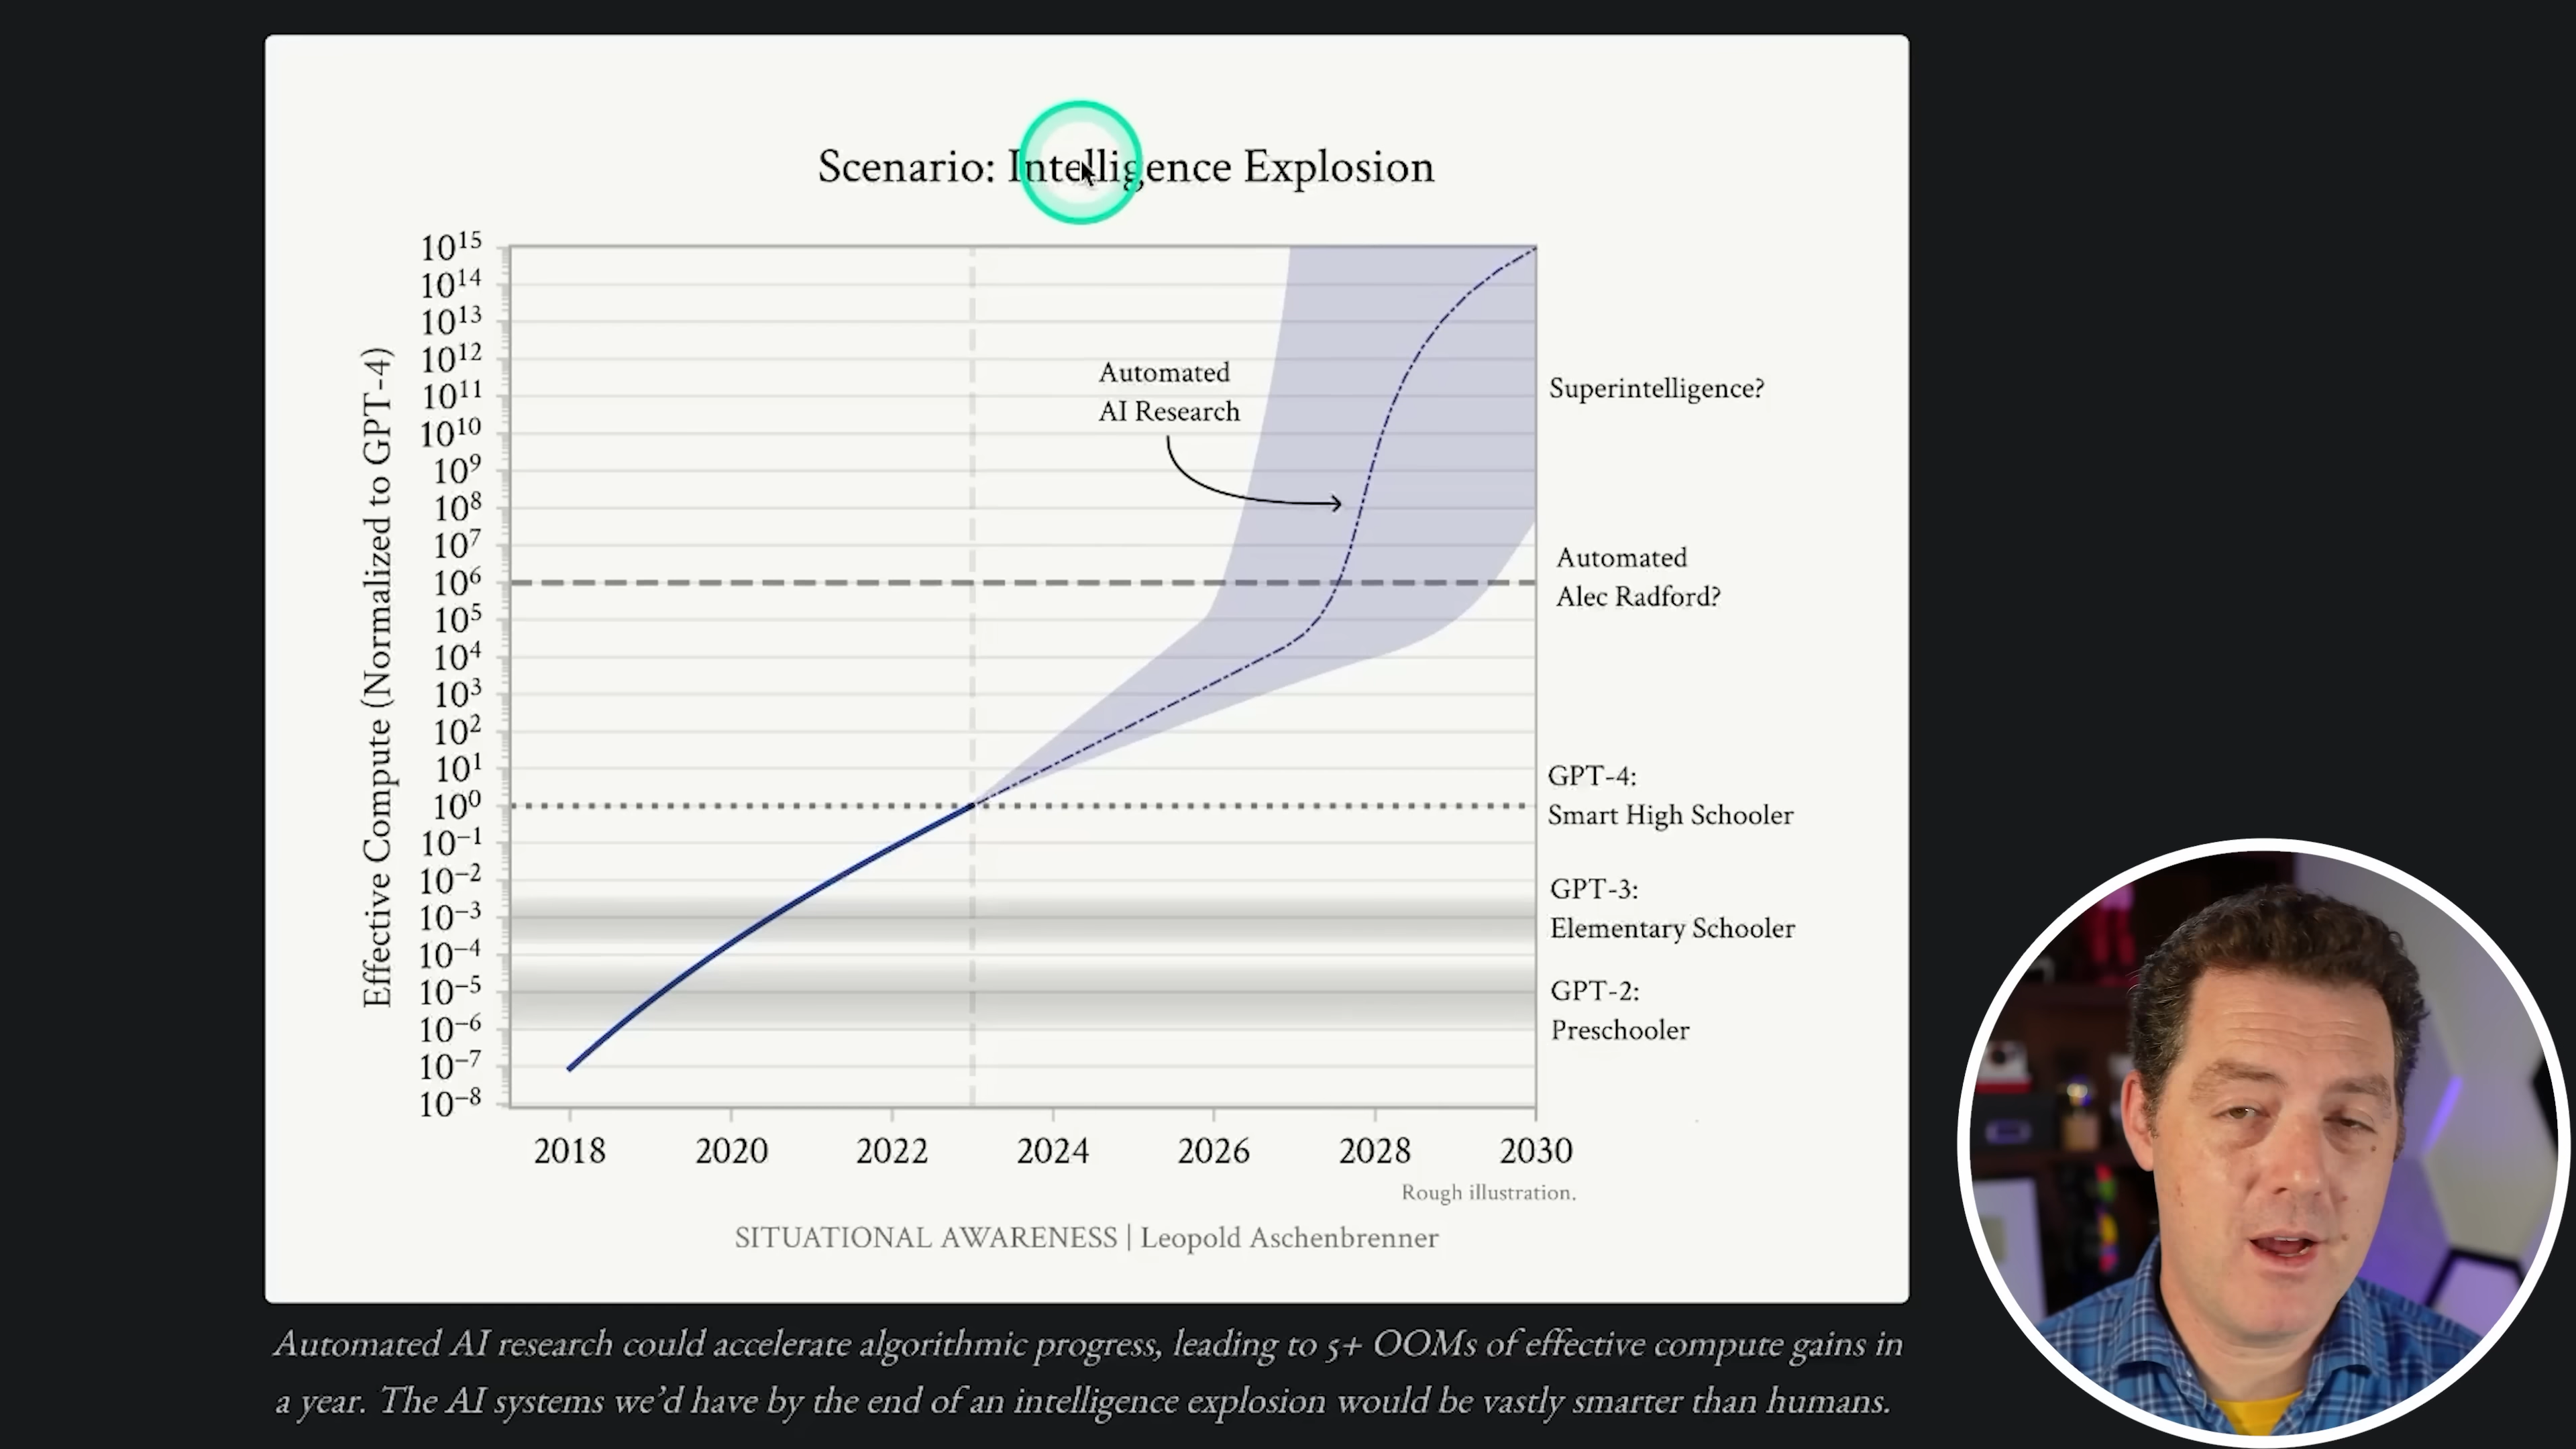 Scenario: Intelligence Explosion
Effective Compute (Normalized to GPT-4)
10¹⁵
10¹⁴
10¹³
10¹²
10¹¹
10¹⁰
10⁹
10⁸
10⁷
10⁶
10⁵
10⁴
10³
10²
10¹
10⁰
10⁻¹
10⁻²
10⁻³
10⁻⁴
10⁻⁵
10⁻⁶
10⁻⁷
10⁻⁸
Automated
AI Research
Superintelligence?
Automated
Alec Radford?
GPT-4:
Smart High Schooler
GPT-3:
Elementary Schooler
GPT-2:
Preschooler
2018 2020 2022 2024 2026 2028 2030
Rough illustration.
SITUATIONAL AWARENESS | Leopold Aschenbrenner
Automated AI research could accelerate algorithmic progress, leading to 5+ OOMs of effective compute gains in
a year. The AI systems we’d have by the end of an intelligence explosion would be vastly smarter than humans.